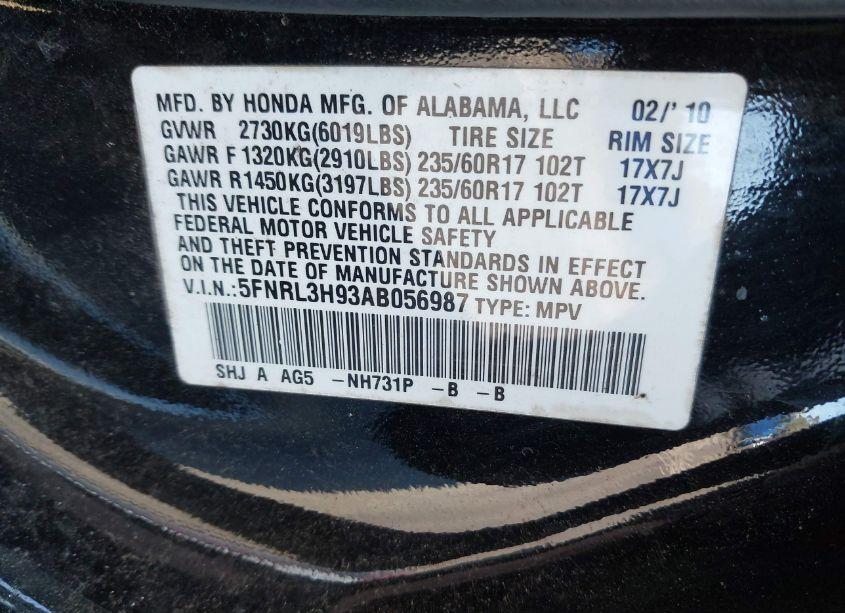 MFD. BY HONDA MFG. OF ALABAMA, LLC 02/' 10
GVWR 2730KG(6019LBS) TIRE SIZE RIM SIZE
GAWR F 1320KG(2910LBS) 235/60R17 102T 17X7J
GAWR R1450KG(3197LBS) 235/60R17 102T 17X7J
THIS VEHICLE CONFORMS TO ALL APPLICABLE
FEDERAL MOTOR VEHICLE SAFETY
AND THEFT PREVENTION STANDARDS IN EFFECT
ON THE DATE OF MANUFACTURE SHOWN ABOVE.
V.I.N.:5FNRL3H93AB056987 TYPE: MPV
SHJ A AG5 -NH731P -B -B